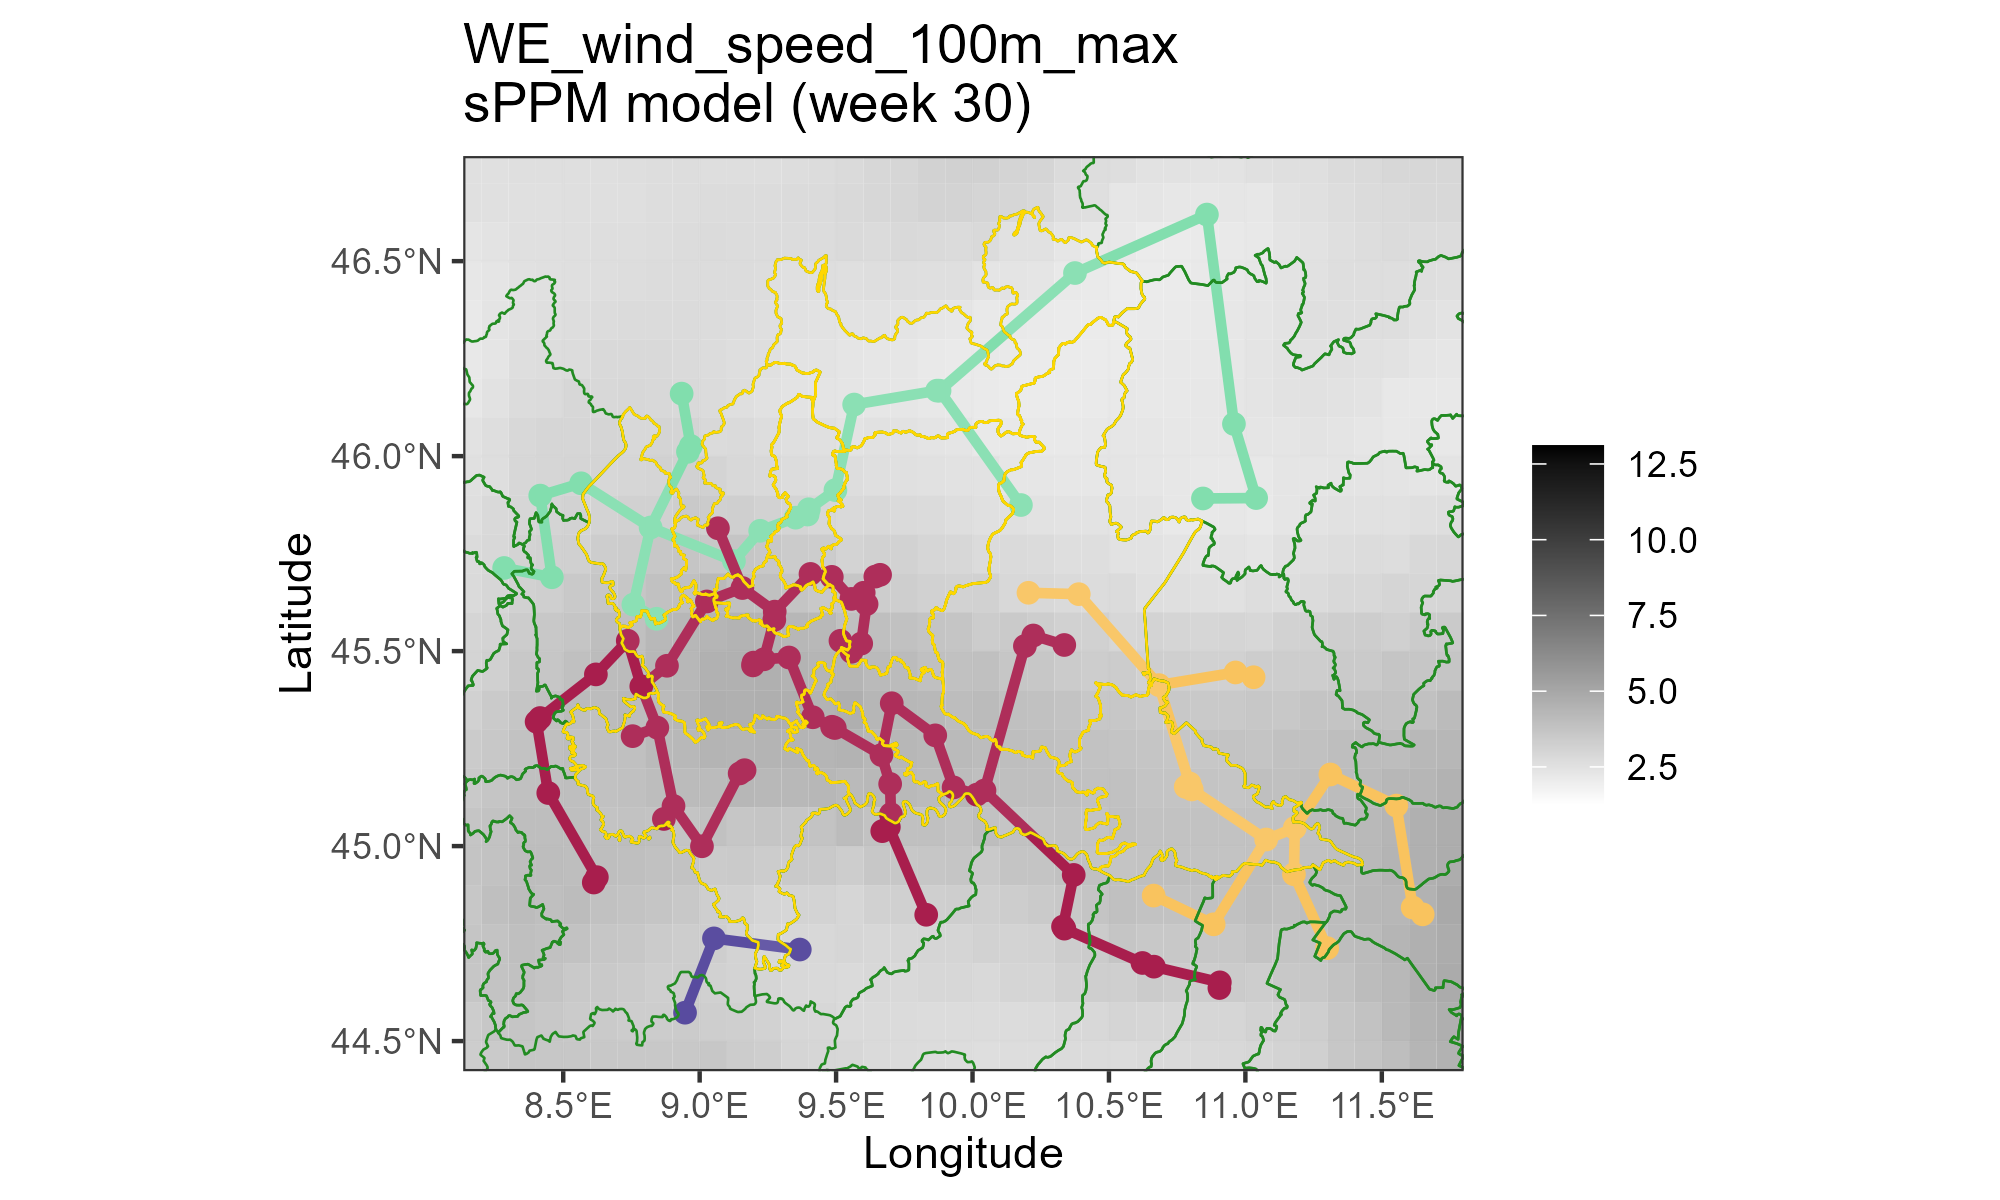 WE_wind_speed_100m_max
sPPM model (week 30)
Latitude
46.5°N
46.0°N
45.5°N
45.0°N
44.5°N
8.5°E
9.0°E
9.5°E
10.0°E
10.5°E
11.0°E
11.5°E
Longitude
12.5
10.0
7.5
5.0
2.5